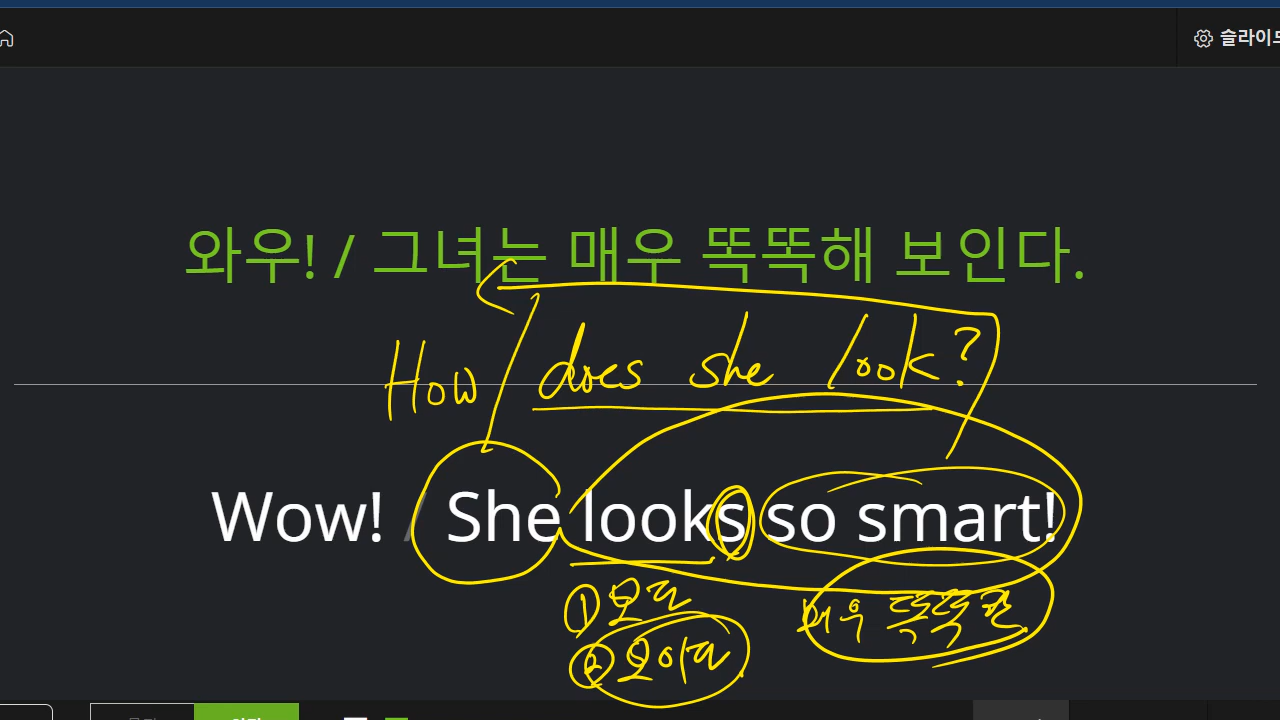 슬라이드
와우! / 그녀는 매우 똑똑해 보인다.
How does she look?
Wow! / She looks so smart!
① 보다
② 보이다
매우 똑똑한